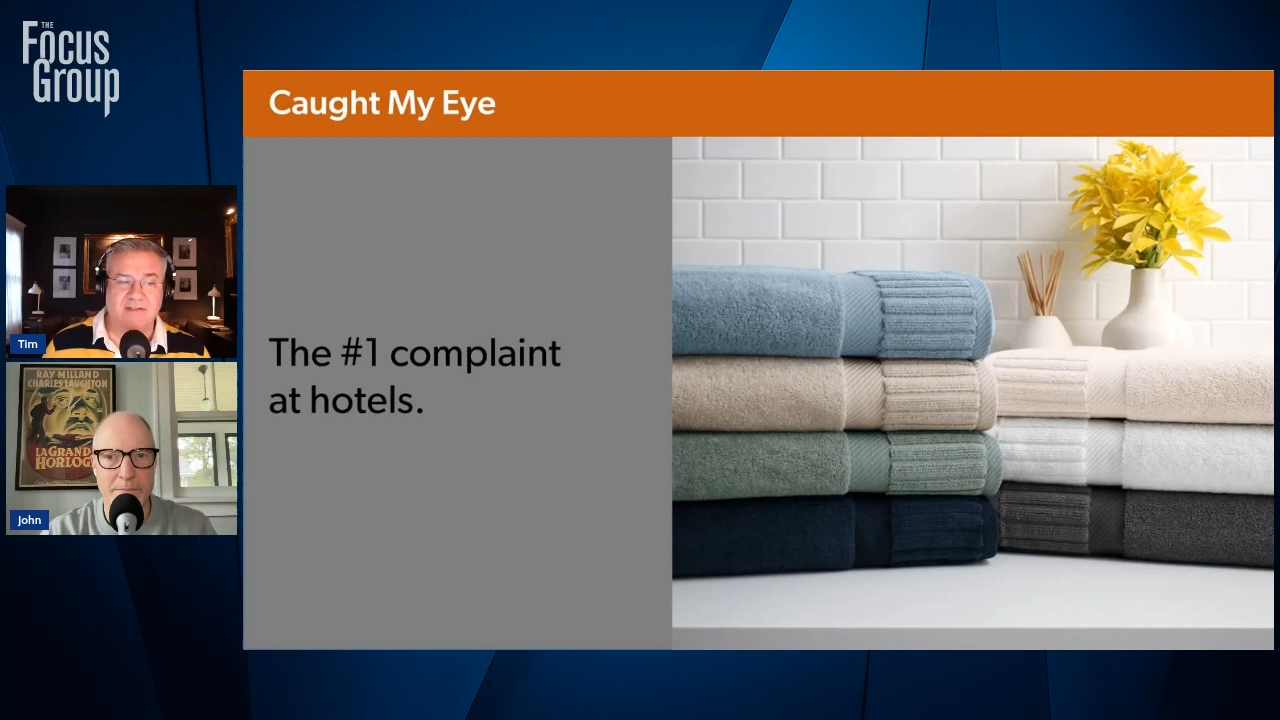 THE
Focus
Group
Caught My Eye
The #1 complaint
at hotels.
Tim
RAY MILLAND
CHARLES LAUGHTON
LA GRANDE
HORLOG
John